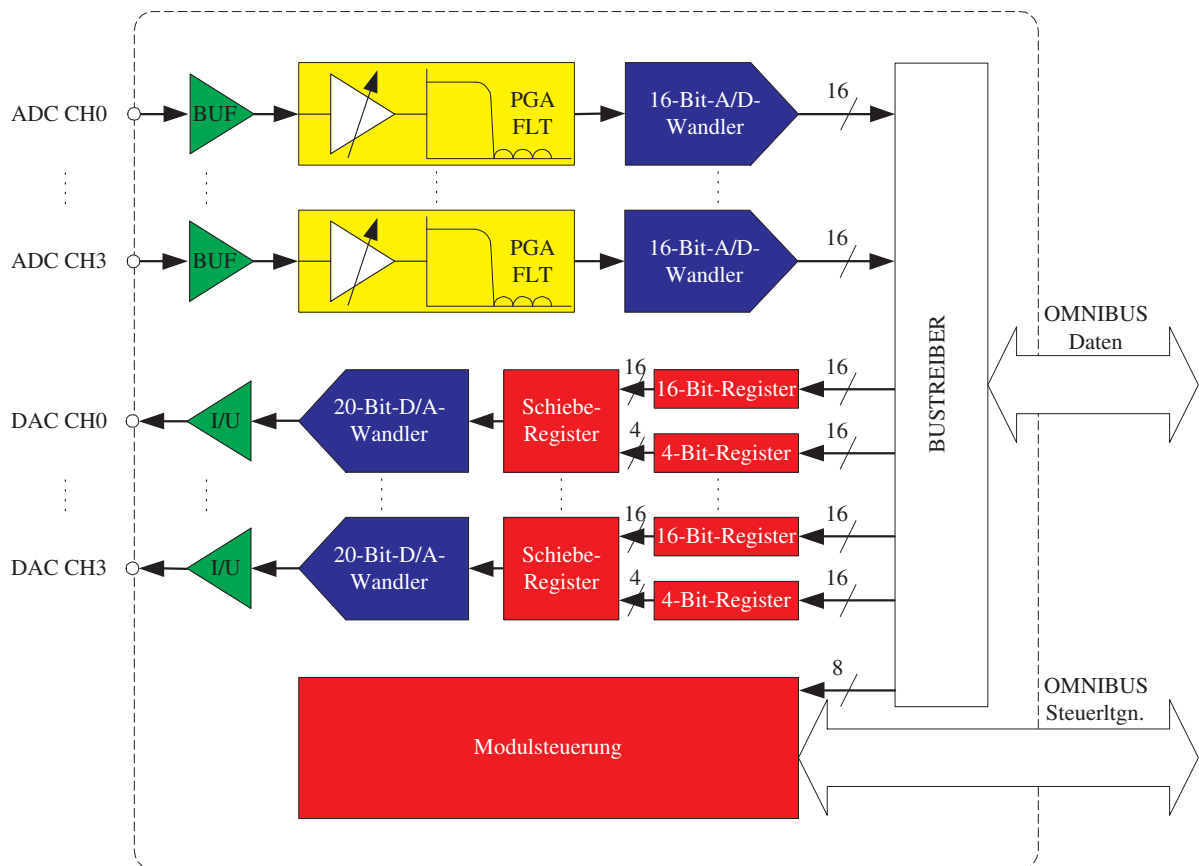 ADC CH0
BUF
PGA
FLT
16-Bit-A/D-
Wandler
16
ADC CH3
BUF
PGA
FLT
16-Bit-A/D-
Wandler
16
BUSTREIBER
OMNIBUS
Daten
DAC CH0
I/U
20-Bit-D/A-
Wandler
Schiebe-
Register
16
16-Bit-Register
16
4
4-Bit-Register
16
DAC CH3
I/U
20-Bit-D/A-
Wandler
Schiebe-
Register
16
16-Bit-Register
16
4
4-Bit-Register
16
8
Modulsteuerung
OMNIBUS
Steuerltgn.